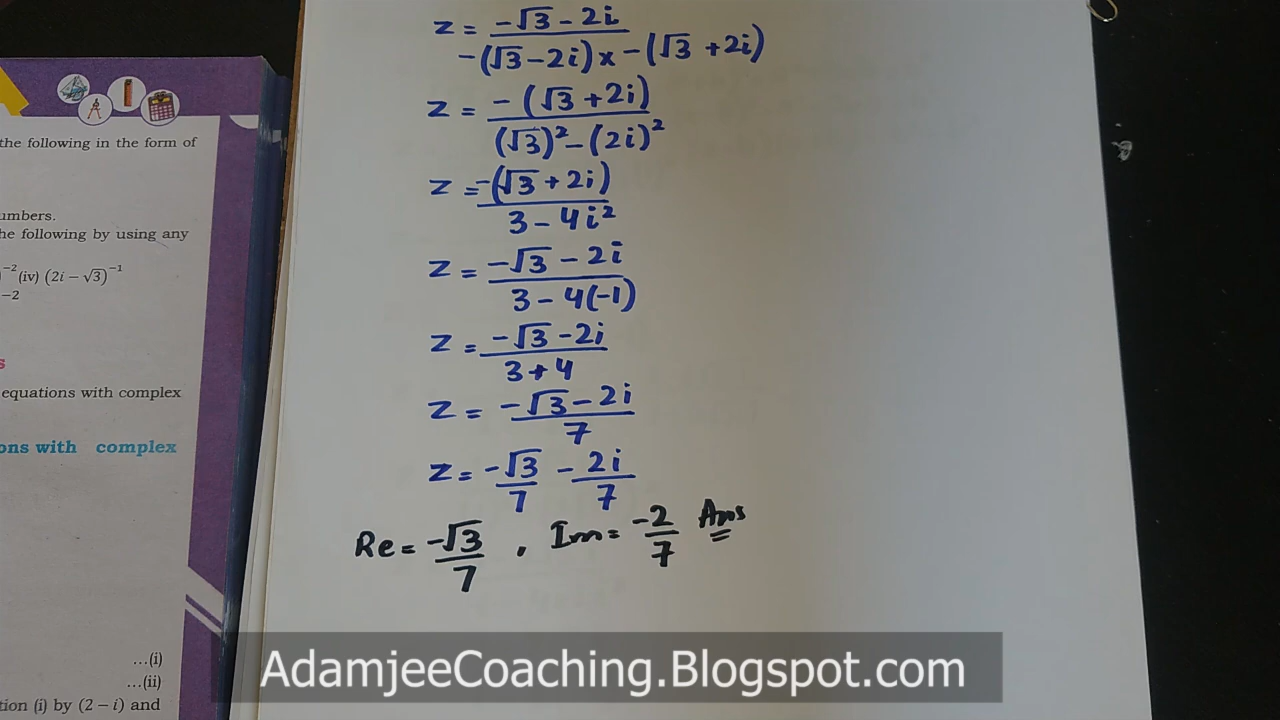 the following in the form of
umbers.
he following by using any
)⁻² (iv) (2i – √3)⁻¹
–2
s
equations with complex
ons with complex
...(i)
...(ii)
tion (i) by (2 – i) and
z = -√3 - 2i / -(√3 - 2i) x -(√3 + 2i)
z = -(√3 + 2i) / (√3)² - (2i)²
z = -(√3 + 2i) / 3 - 4i²
z = -√3 - 2i / 3 - 4(-1)
z = -√3 - 2i / 3 + 4
z = -√3 - 2i / 7
z = -√3/7 - 2i/7
Re = -√3/7 , Im = -2/7 Ans
AdamjeeCoaching.Blogspot.com